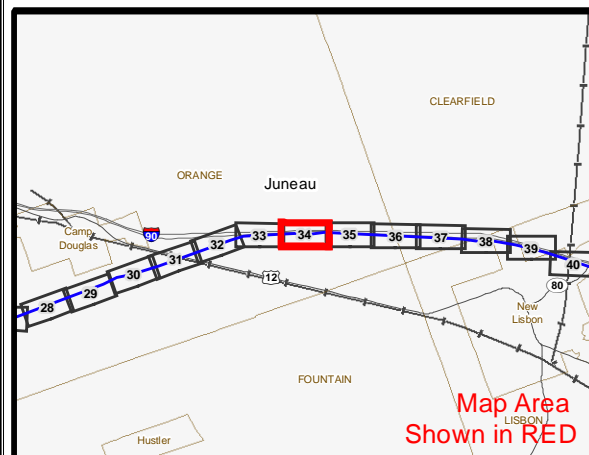 CLEARFIELD
ORANGE
Juneau
Camp
Douglas
90
28
29
30
31
32
33
34
35
36
37
38
39
40
12
80
New
Lisbon
FOUNTAIN
LISBON
Hustler
Map Area
Shown in RED